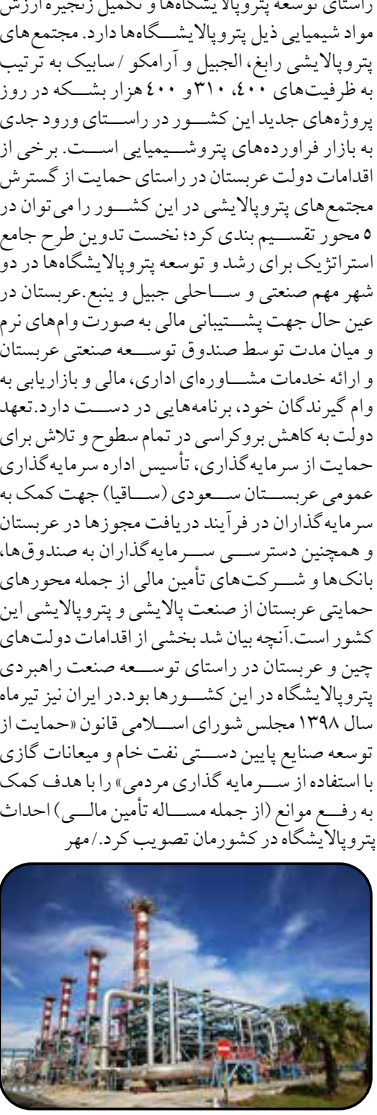 راستای توسعه پتروپالایشگاه‌ها و تکمیل زنجیره ارزش
مواد شیمیایی ذیل پتروپالایشگاه‌ها دارد. مجتمع‌های
پتروپالایشی رابغ، الجبیل و آرامکو /سابیک به ترتیب
به ظرفیت‌های ۴۰۰، ۳۱۰ و ۴۰۰ هزار بشکه در روز
پروژه‌های جدید این کشور در راستای ورود جدی
به بازار فراورده‌های پتروشیمیایی است. برخی از
اقدامات دولت عربستان در راستای حمایت از گسترش
مجتمع‌های پتروپالایشی در این کشور را می‌توان در
۵ محور تقسیم بندی کرد؛ نخست تدوین طرح جامع
استراتژیک برای رشد و توسعه پتروپالایشگاه‌ها در دو
شهر مهم صنعتی و ساحلی جبیل و ینبع.عربستان در
عین حال جهت پشتیبانی مالی به صورت وام‌های نرم
و میان مدت توسط صندوق توسعه صنعتی عربستان
و ارائه خدمات مشاوره‌ای اداری، مالی و بازاریابی به
وام گیرندگان خود، برنامه‌هایی در دست دارد.تعهد
دولت به کاهش بروکراسی در تمام سطوح و تلاش برای
حمایت از سرمایه‌گذاری، تأسیس اداره سرمایه‌گذاری
عمومی عربستان سعودی (ساقیا) جهت کمک به
سرمایه‌گذاران در فرآیند دریافت مجوزها در عربستان
و همچنین دسترسی سرمایه‌گذاران به صندوق‌ها،
بانک‌ها و شرکت‌های تأمین مالی از جمله محورهای
حمایتی عربستان از صنعت پالایشی و پتروپالایشی این
کشور است.آنچه بیان شد بخشی از اقدامات دولت‌های
چین و عربستان در راستای توسعه صنعت راهبردی
پتروپالایشگاه در این کشورها بود.در ایران نیز تیرماه
سال ۱۳۹۸ مجلس شورای اسلامی قانون «حمایت از
توسعه صنایع پایین دستی نفت خام و میعانات گازی
با استفاده از سرمایه گذاری مردمی» را با هدف کمک
به رفع موانع (از جمله مساله تأمین مالی) احداث
پتروپالایشگاه در کشورمان تصویب کرد./مهر